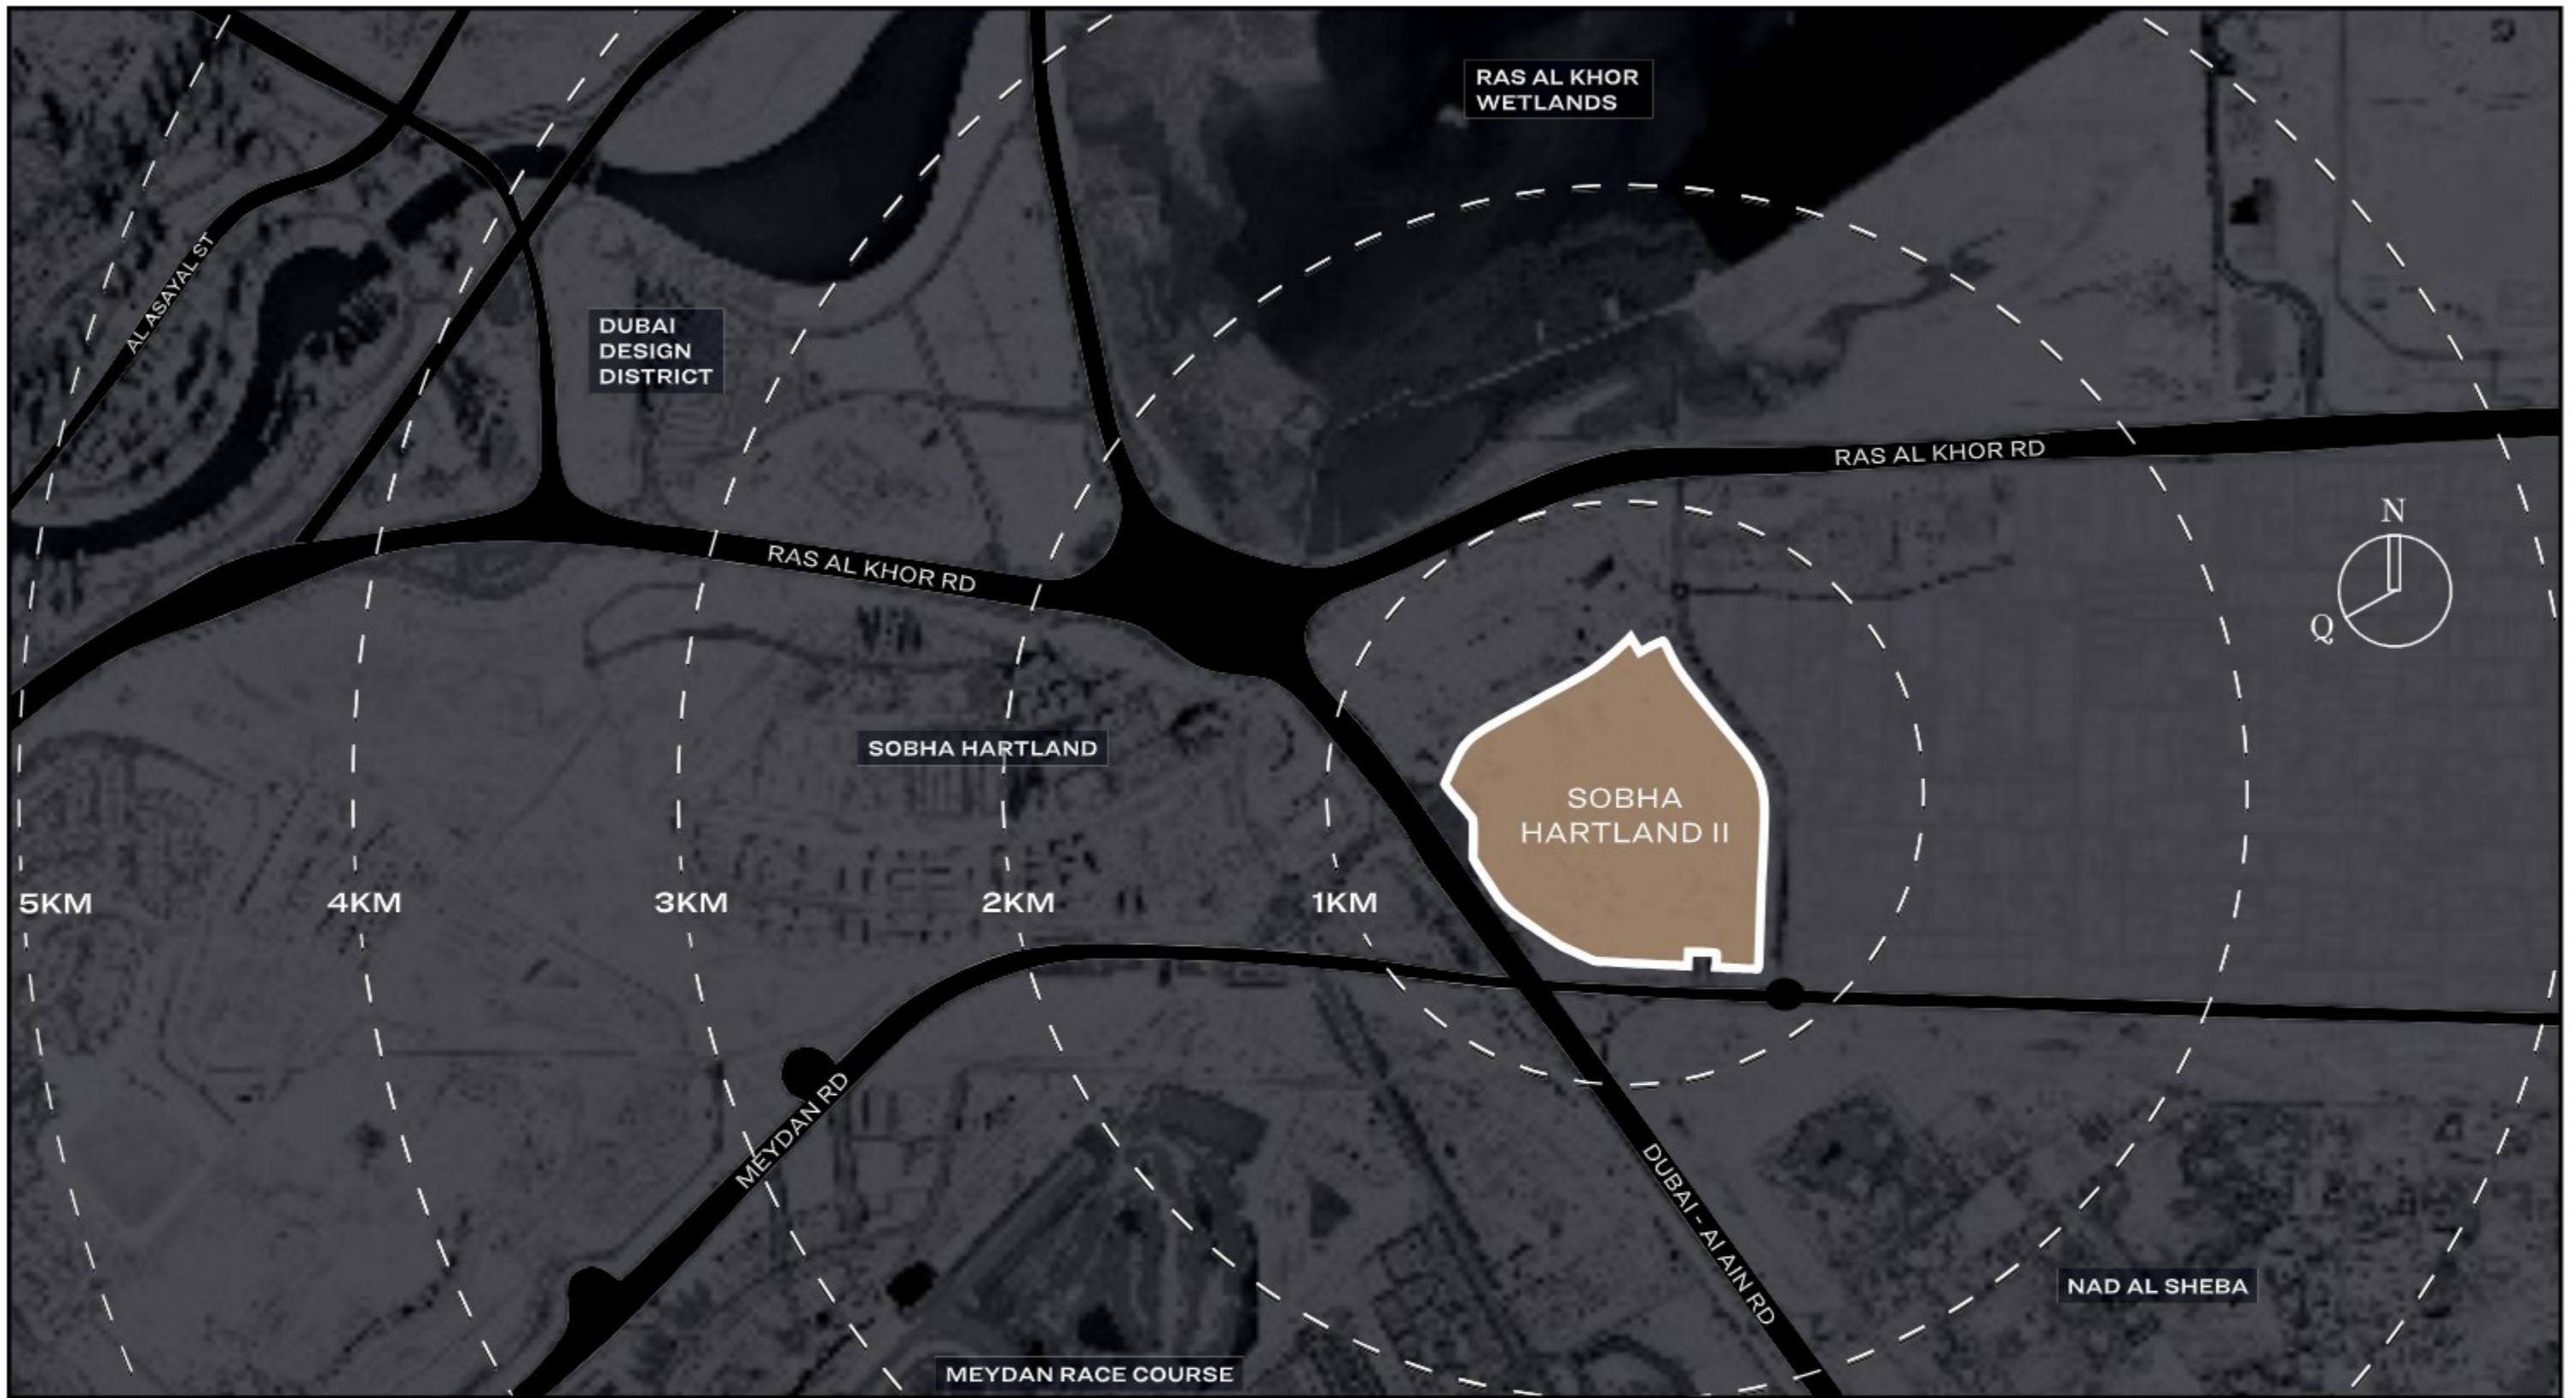 RAS AL KHOR
WETLANDS
AL ASAYAL ST
DUBAI
DESIGN
DISTRICT
RAS AL KHOR RD
N
Q
RAS AL KHOR RD
SOBHA HARTLAND
SOBHA
HARTLAND II
5KM
4KM
3KM
2KM
1KM
MEYDAN RD
DUBAI - Al AIN RD
NAD AL SHEBA
MEYDAN RACE COURSE